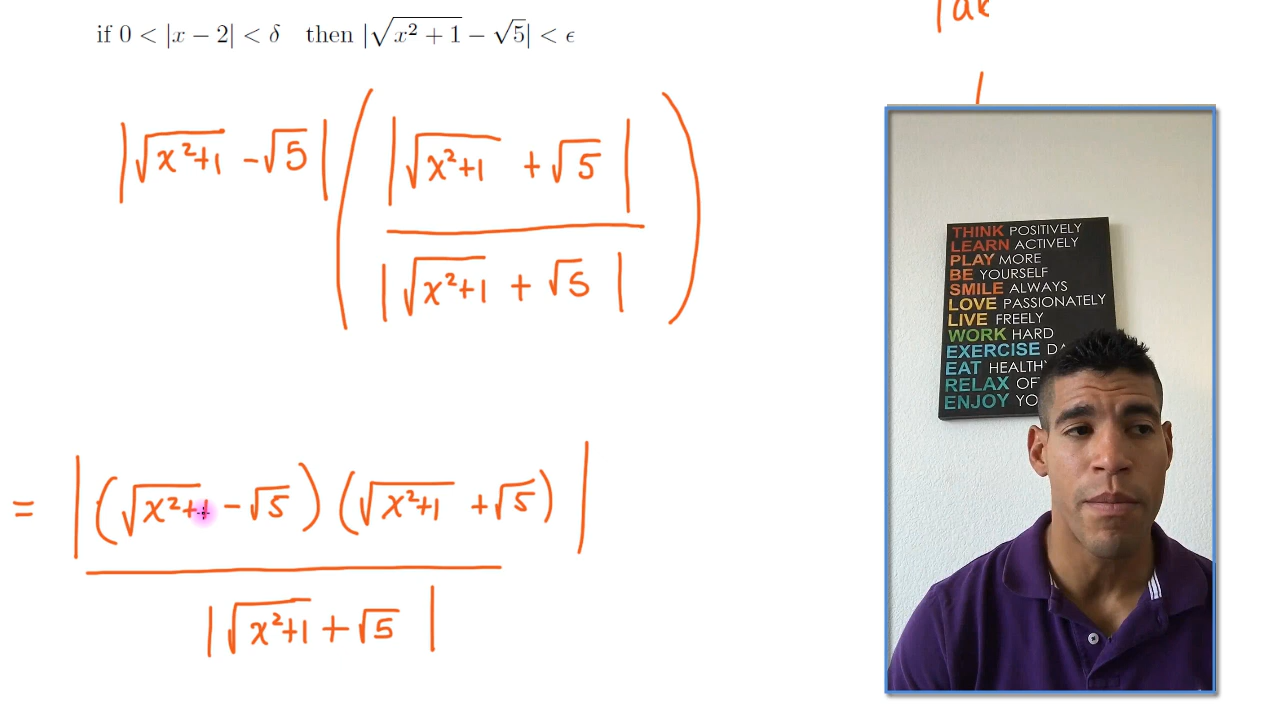 if 0 < |x − 2| < δ then |√(x² + 1) − √5| < ϵ
|√(x²+1) − √5| ( |√(x²+1) + √5| / |√(x²+1) + √5| )
= |(√(x²+1) − √5)(√(x²+1) + √5)| / |√(x²+1) + √5|
THINK POSITIVELY
LEARN ACTIVELY
PLAY MORE
BE YOURSELF
SMILE ALWAYS
LOVE PASSIONATELY
LIVE FREELY
WORK HARD
EXERCISE
EAT
RELAX
ENJOY